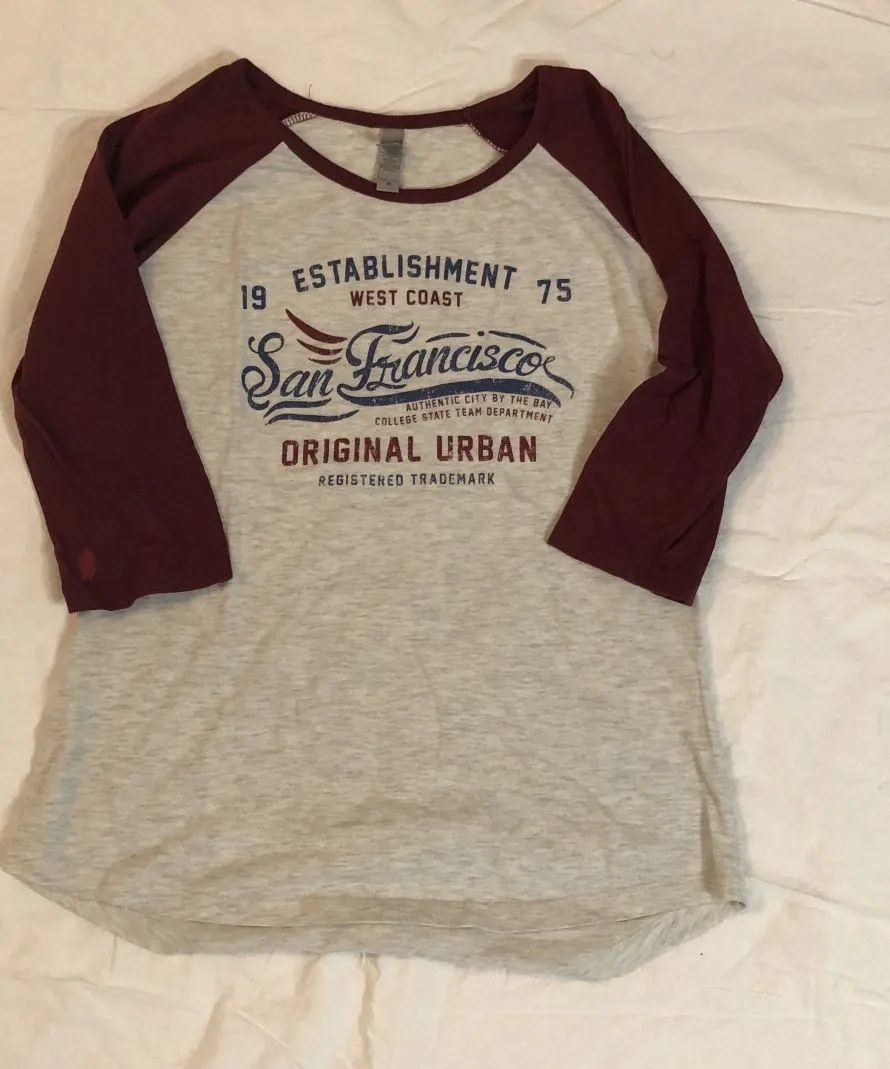 ESTABLISHMENT
19 75
WEST COAST
San Francisco
AUTHENTIC CITY BY THE BAY
COLLEGE STATE TEAM DEPARTMENT
ORIGINAL URBAN
REGISTERED TRADEMARK